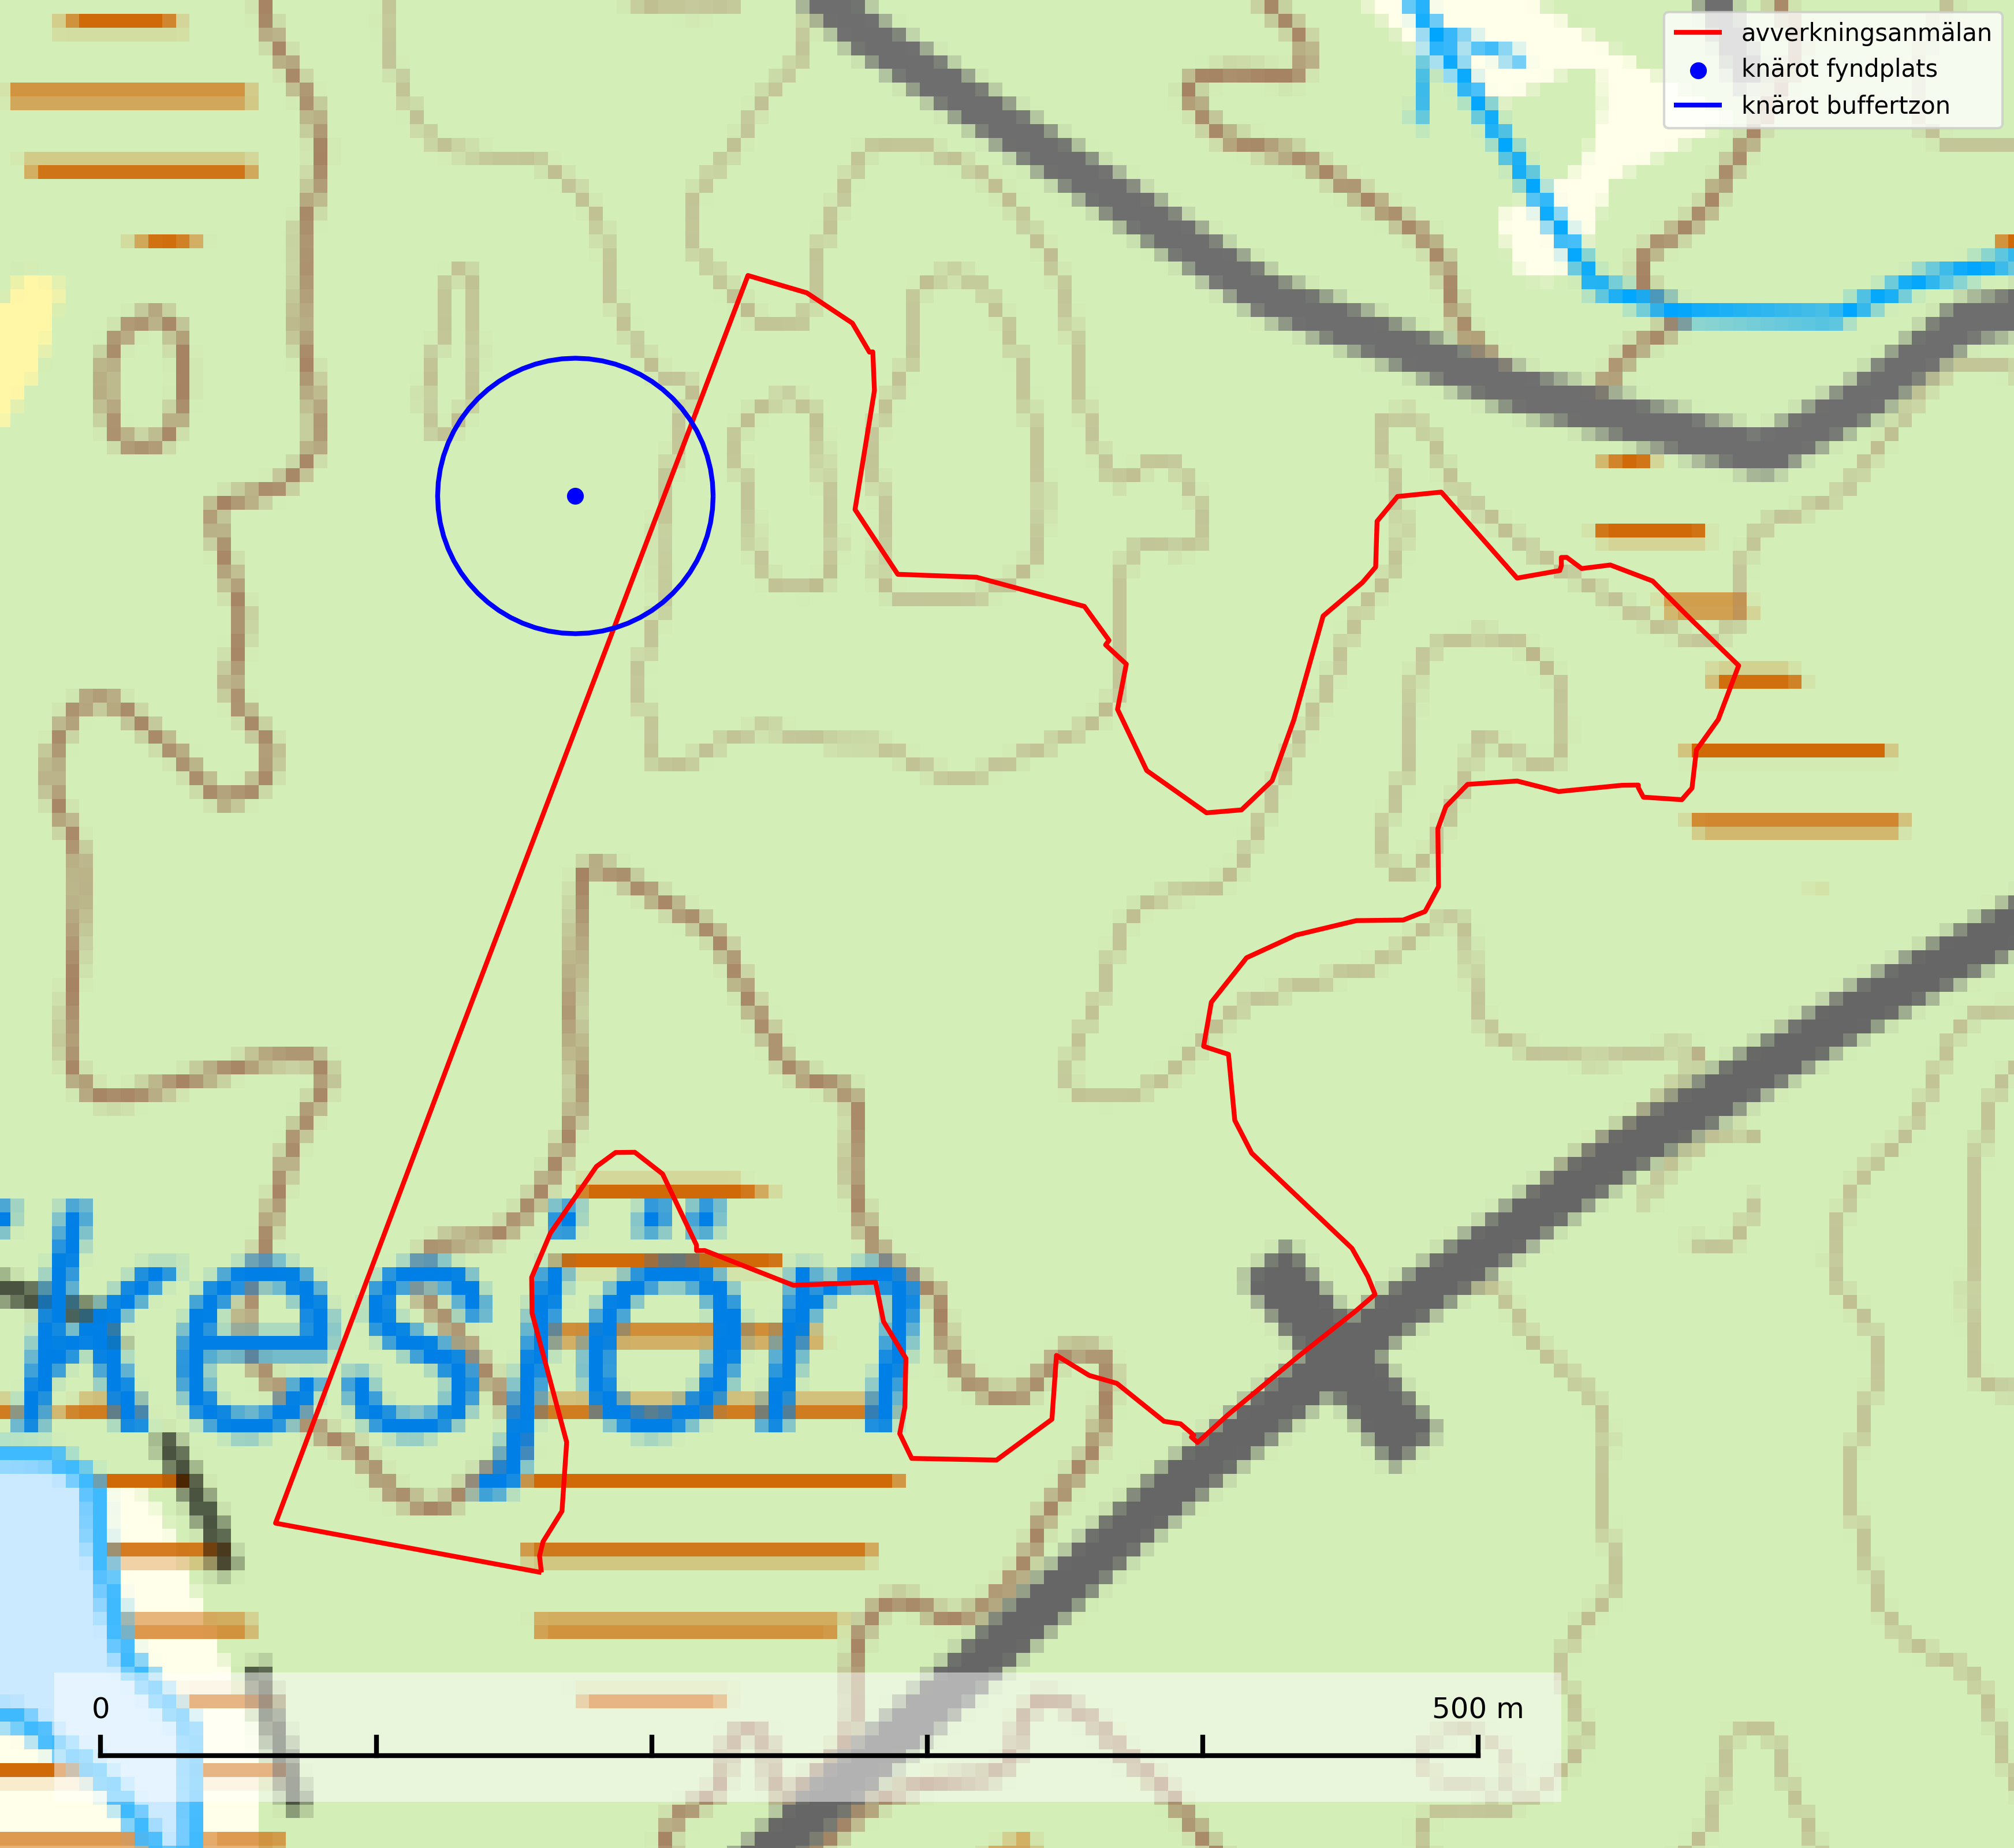 avverkningsanmälan
knärot fyndplats
knärot buffertzon
kesjön
0 500 m